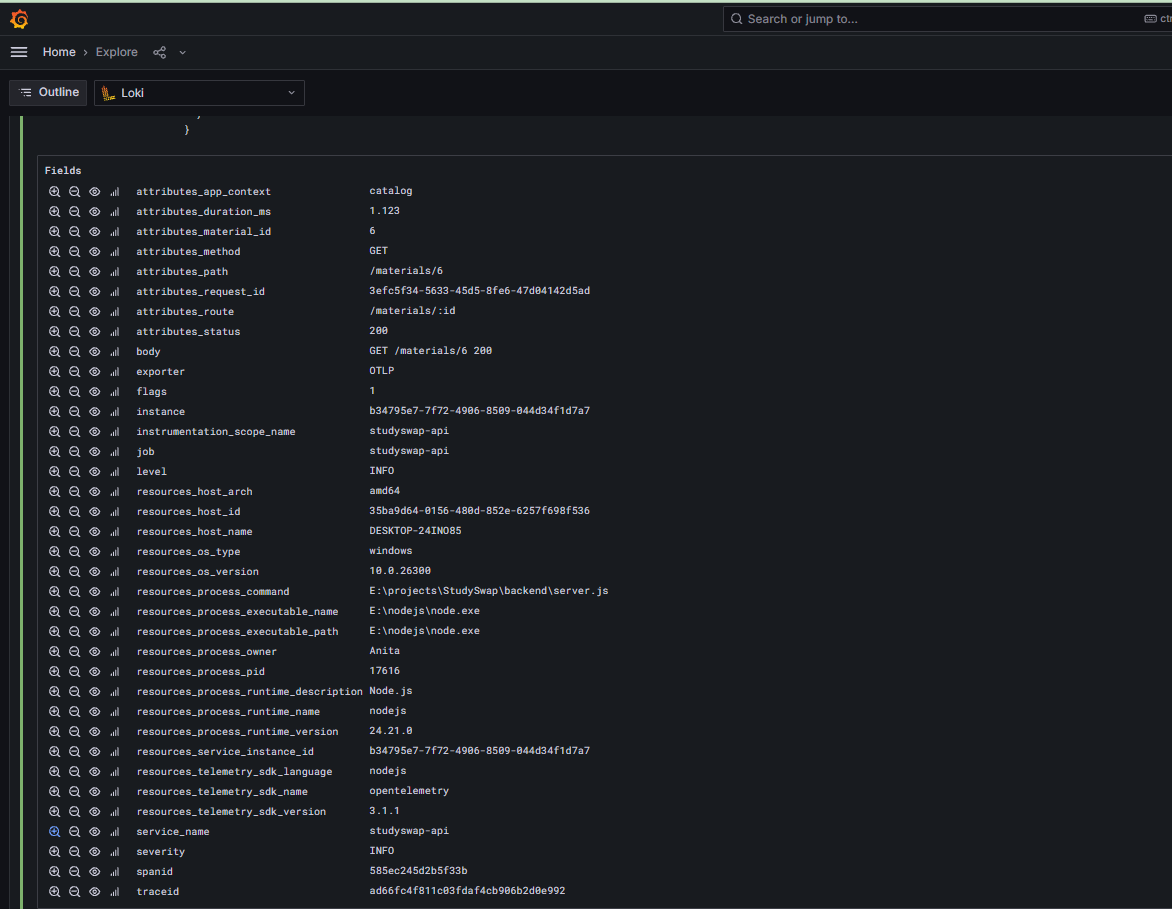 Search or jump to...
Home › Explore
Outline
Loki
}
Fields
attributes_app_context catalog
attributes_duration_ms 1.123
attributes_material_id 6
attributes_method GET
attributes_path /materials/6
attributes_request_id 3efc5f34-5633-45d5-8fe6-47d04142d5ad
attributes_route /materials/:id
attributes_status 200
body GET /materials/6 200
exporter OTLP
flags 1
instance b34795e7-7f72-4906-8509-044d34f1d7a7
instrumentation_scope_name studyswap-api
job studyswap-api
level INFO
resources_host_arch amd64
resources_host_id 35ba9d64-0156-480d-852e-6257f698f536
resources_host_name DESKTOP-24INO85
resources_os_type windows
resources_os_version 10.0.26300
resources_process_command E:\projects\StudySwap\backend\server.js
resources_process_executable_name E:\nodejs\node.exe
resources_process_executable_path E:\nodejs\node.exe
resources_process_owner Anita
resources_process_pid 17616
resources_process_runtime_description Node.js
resources_process_runtime_name nodejs
resources_process_runtime_version 24.21.0
resources_service_instance_id b34795e7-7f72-4906-8509-044d34f1d7a7
resources_telemetry_sdk_language nodejs
resources_telemetry_sdk_name opentelemetry
resources_telemetry_sdk_version 3.1.1
service_name studyswap-api
severity INFO
spanid 585ec245d2b5f33b
traceid ad66fc4f811c03fdaf4cb906b2d0e992